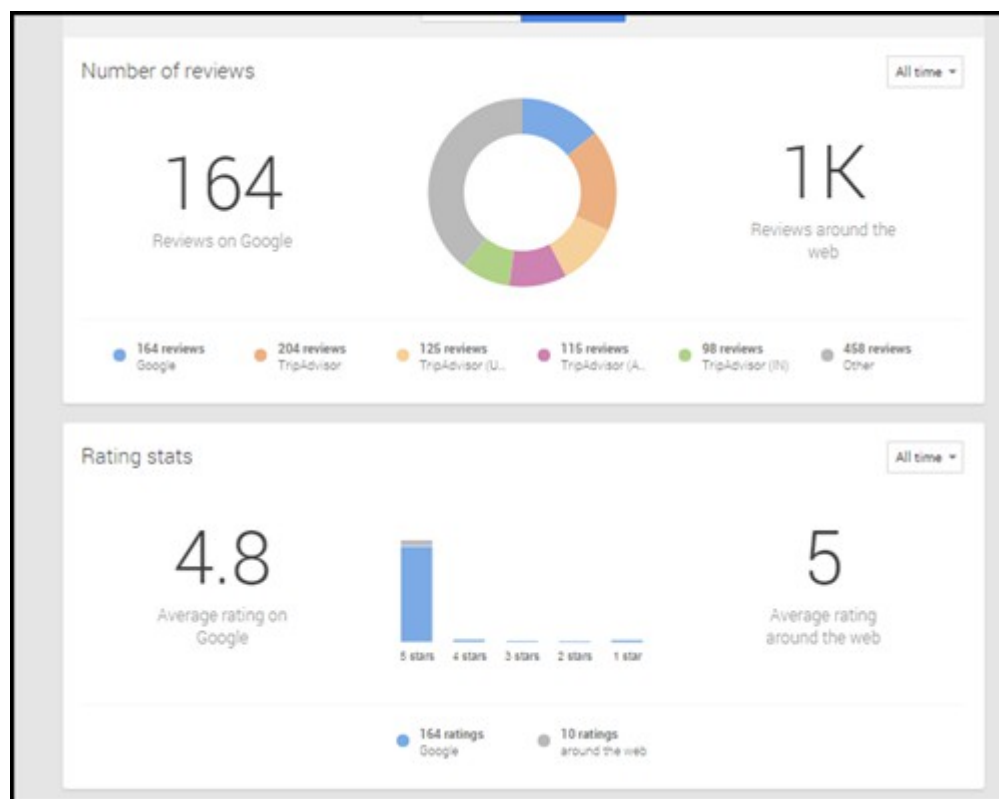 Number of reviews
All time
164
Reviews on Google
1K
Reviews around the
web
164 reviews
Google
204 reviews
TripAdvisor
125 reviews
TripAdvisor (U...
115 reviews
TripAdvisor (A...
98 reviews
TripAdvisor (IN)
458 reviews
Other
Rating stats
All time
4.8
Average rating on
Google
5 stars 4 stars 3 stars 2 stars 1 star
5
Average rating
around the web
164 ratings
Google
10 ratings
around the web